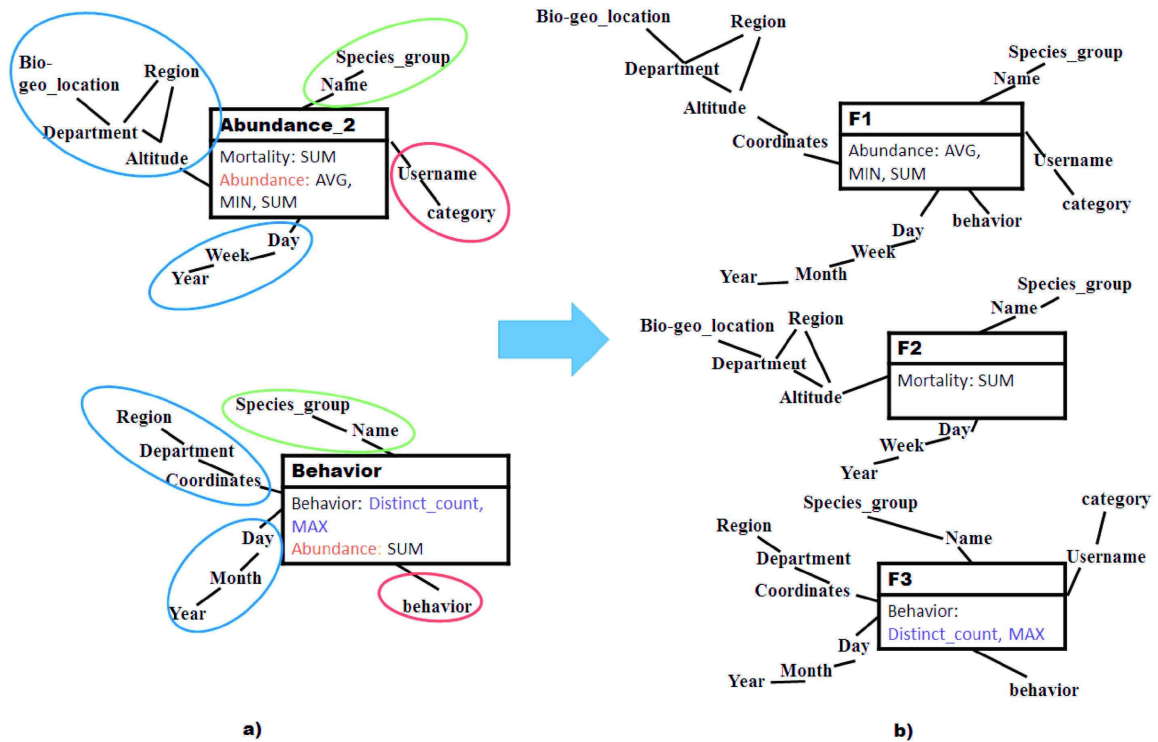 Bio-
geo_location
Region
Department
Altitude
Species_group
Name
Abundance_2
Mortality: SUM
Abundance: AVG,
MIN, SUM
Username
category
Day
Week
Year
Region
Department
Coordinates
Species_group
Name
Behavior
Behavior: Distinct_count,
MAX
Abundance: SUM
Day
Month
Year
behavior
a)
Bio-geo_location
Region
Department
Altitude
Coordinates
Species_group
Name
F1
Abundance: AVG,
MIN, SUM
Username
category
behavior
Day
Week
Month
Year
Bio-geo_location
Region
Department
Altitude
Species_group
Name
F2
Mortality: SUM
Day
Week
Year
Species_group
Name
Region
Department
Coordinates
category
Username
F3
Behavior:
Distinct_count, MAX
Day
Month
Year
behavior
b)